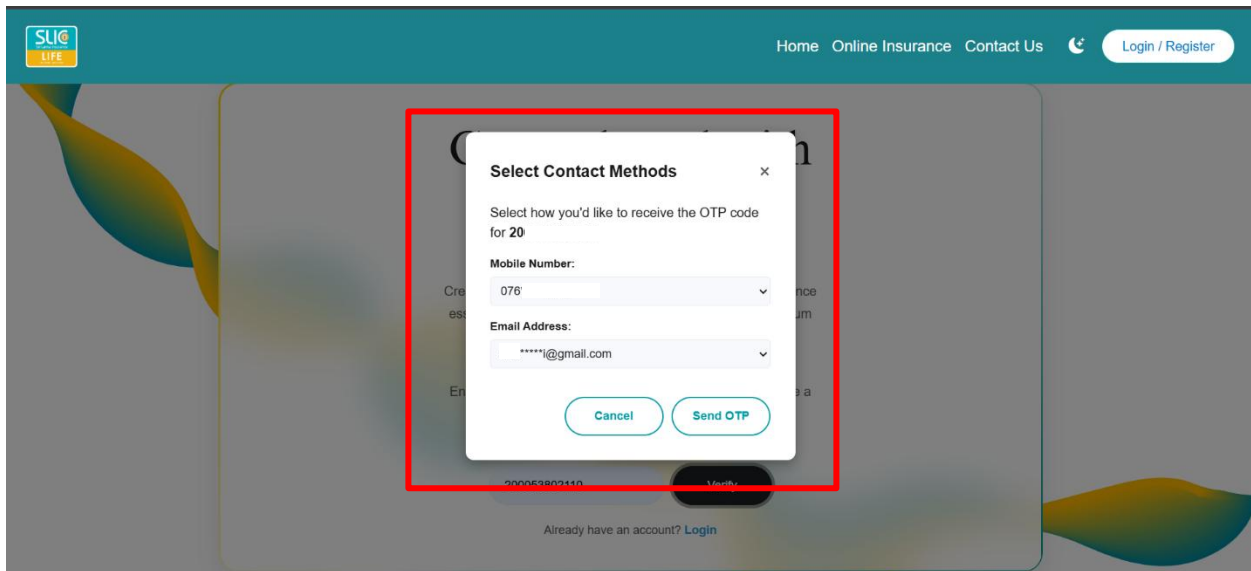 SLIC
LIFE
Home Online Insurance Contact Us Login / Register
Select Contact Methods ×
Select how you'd like to receive the OTP code
for 20
Mobile Number:
076
Email Address:
*****i@gmail.com
Cancel Send OTP
Cre nce
ess um
En e a
Verify
Already have an account? Login